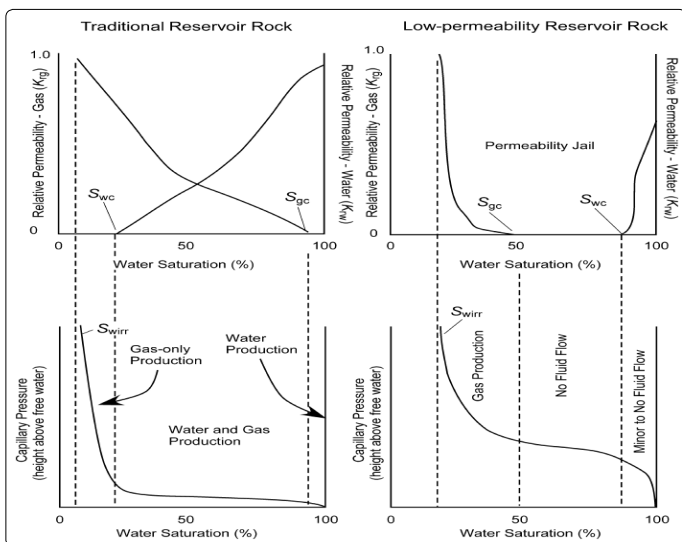 Traditional Reservoir Rock
Low-permeability Reservoir Rock
1.0
Relative Permeability - Gas (Krg)
0
Swc
Sgc
Relative Permeability - Water (Krw)
0
50
100
Water Saturation (%)
1.0
Relative Permeability - Gas (Krg)
0
Permeability Jail
Sgc
Swc
Relative Permeability - Water (Krw)
0
50
100
Water Saturation (%)
Capillary Pressure
(height above free water)
Swirr
Gas-only
Production
Water
Production
Water and Gas
Production
0
50
100
Water Saturation (%)
Capillary Pressure
(height above free water)
Swirr
Gas Production
No Fluid Flow
Minor to No Fluid Flow
0
50
100
Water Saturation (%)